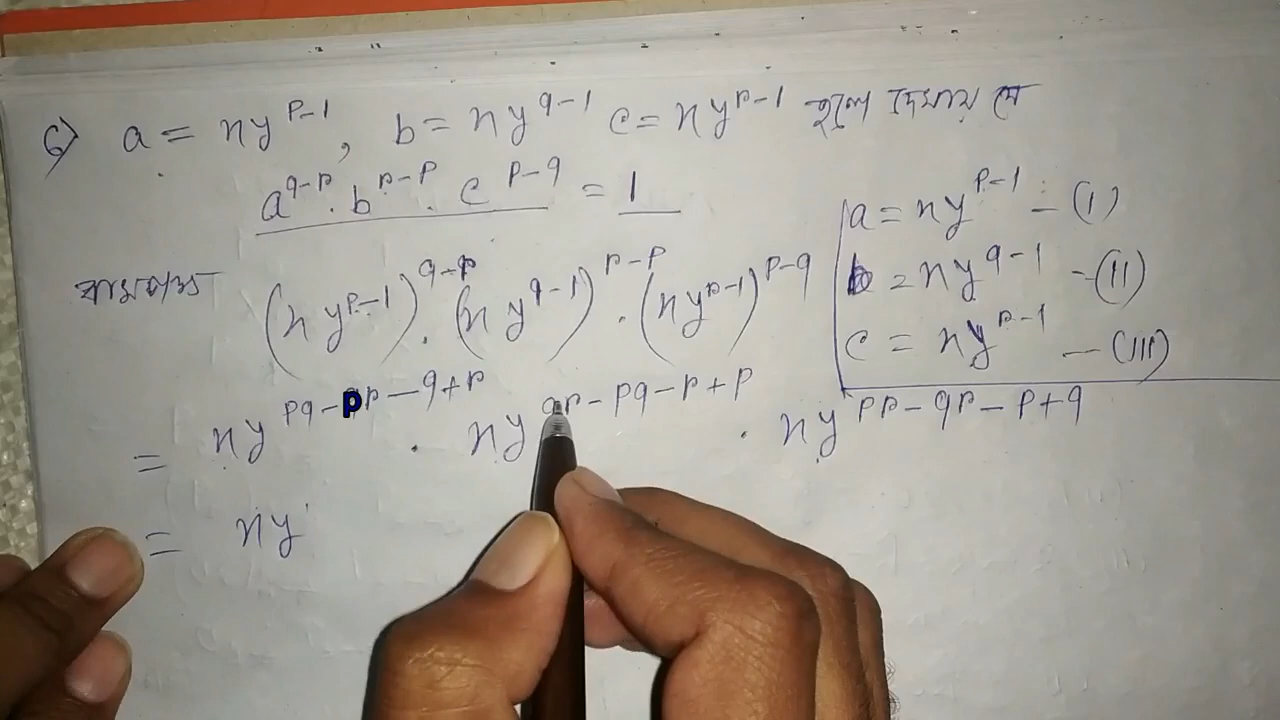 ৫) a = xy^{p-1}, b = xy^{q-1} c = xy^{r-1} হলে দেখাও যে
a^{q-r} . b^{r-p} . c^{p-q} = 1
a = xy^{p-1} — (I)
b = xy^{q-1} — (II)
c = xy^{r-1} — (III)
বামপক্ষ (xy^{p-1})^{q-r} . (xy^{q-1})^{r-p} . (xy^{r-1})^{p-q}
= xy^{pq-pr-q+r} . xy^{qr-pq-r+p} . xy^{pr-qr-p+q}
= xy